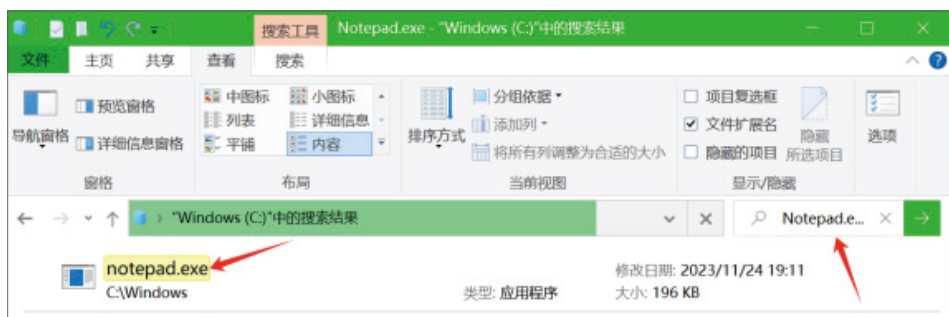 搜索工具 Notepad.exe - "Windows (C:)"中的搜索结果
文件 主页 共享 查看 搜索
导航窗格 预览窗格 详细信息窗格
窗格
中图标 小图标
列表 详细信息
平铺 内容
布局
排序方式 分组依据
添加列
将所有列调整为合适的大小
当前视图
项目复选框
文件扩展名
隐藏的项目
隐藏
所选项目
显示/隐藏
选项
"Windows (C:)"中的搜索结果 Notepad.e...
notepad.exe 修改日期: 2023/11/24 19:11
C:\Windows 类型: 应用程序 大小: 196 KB